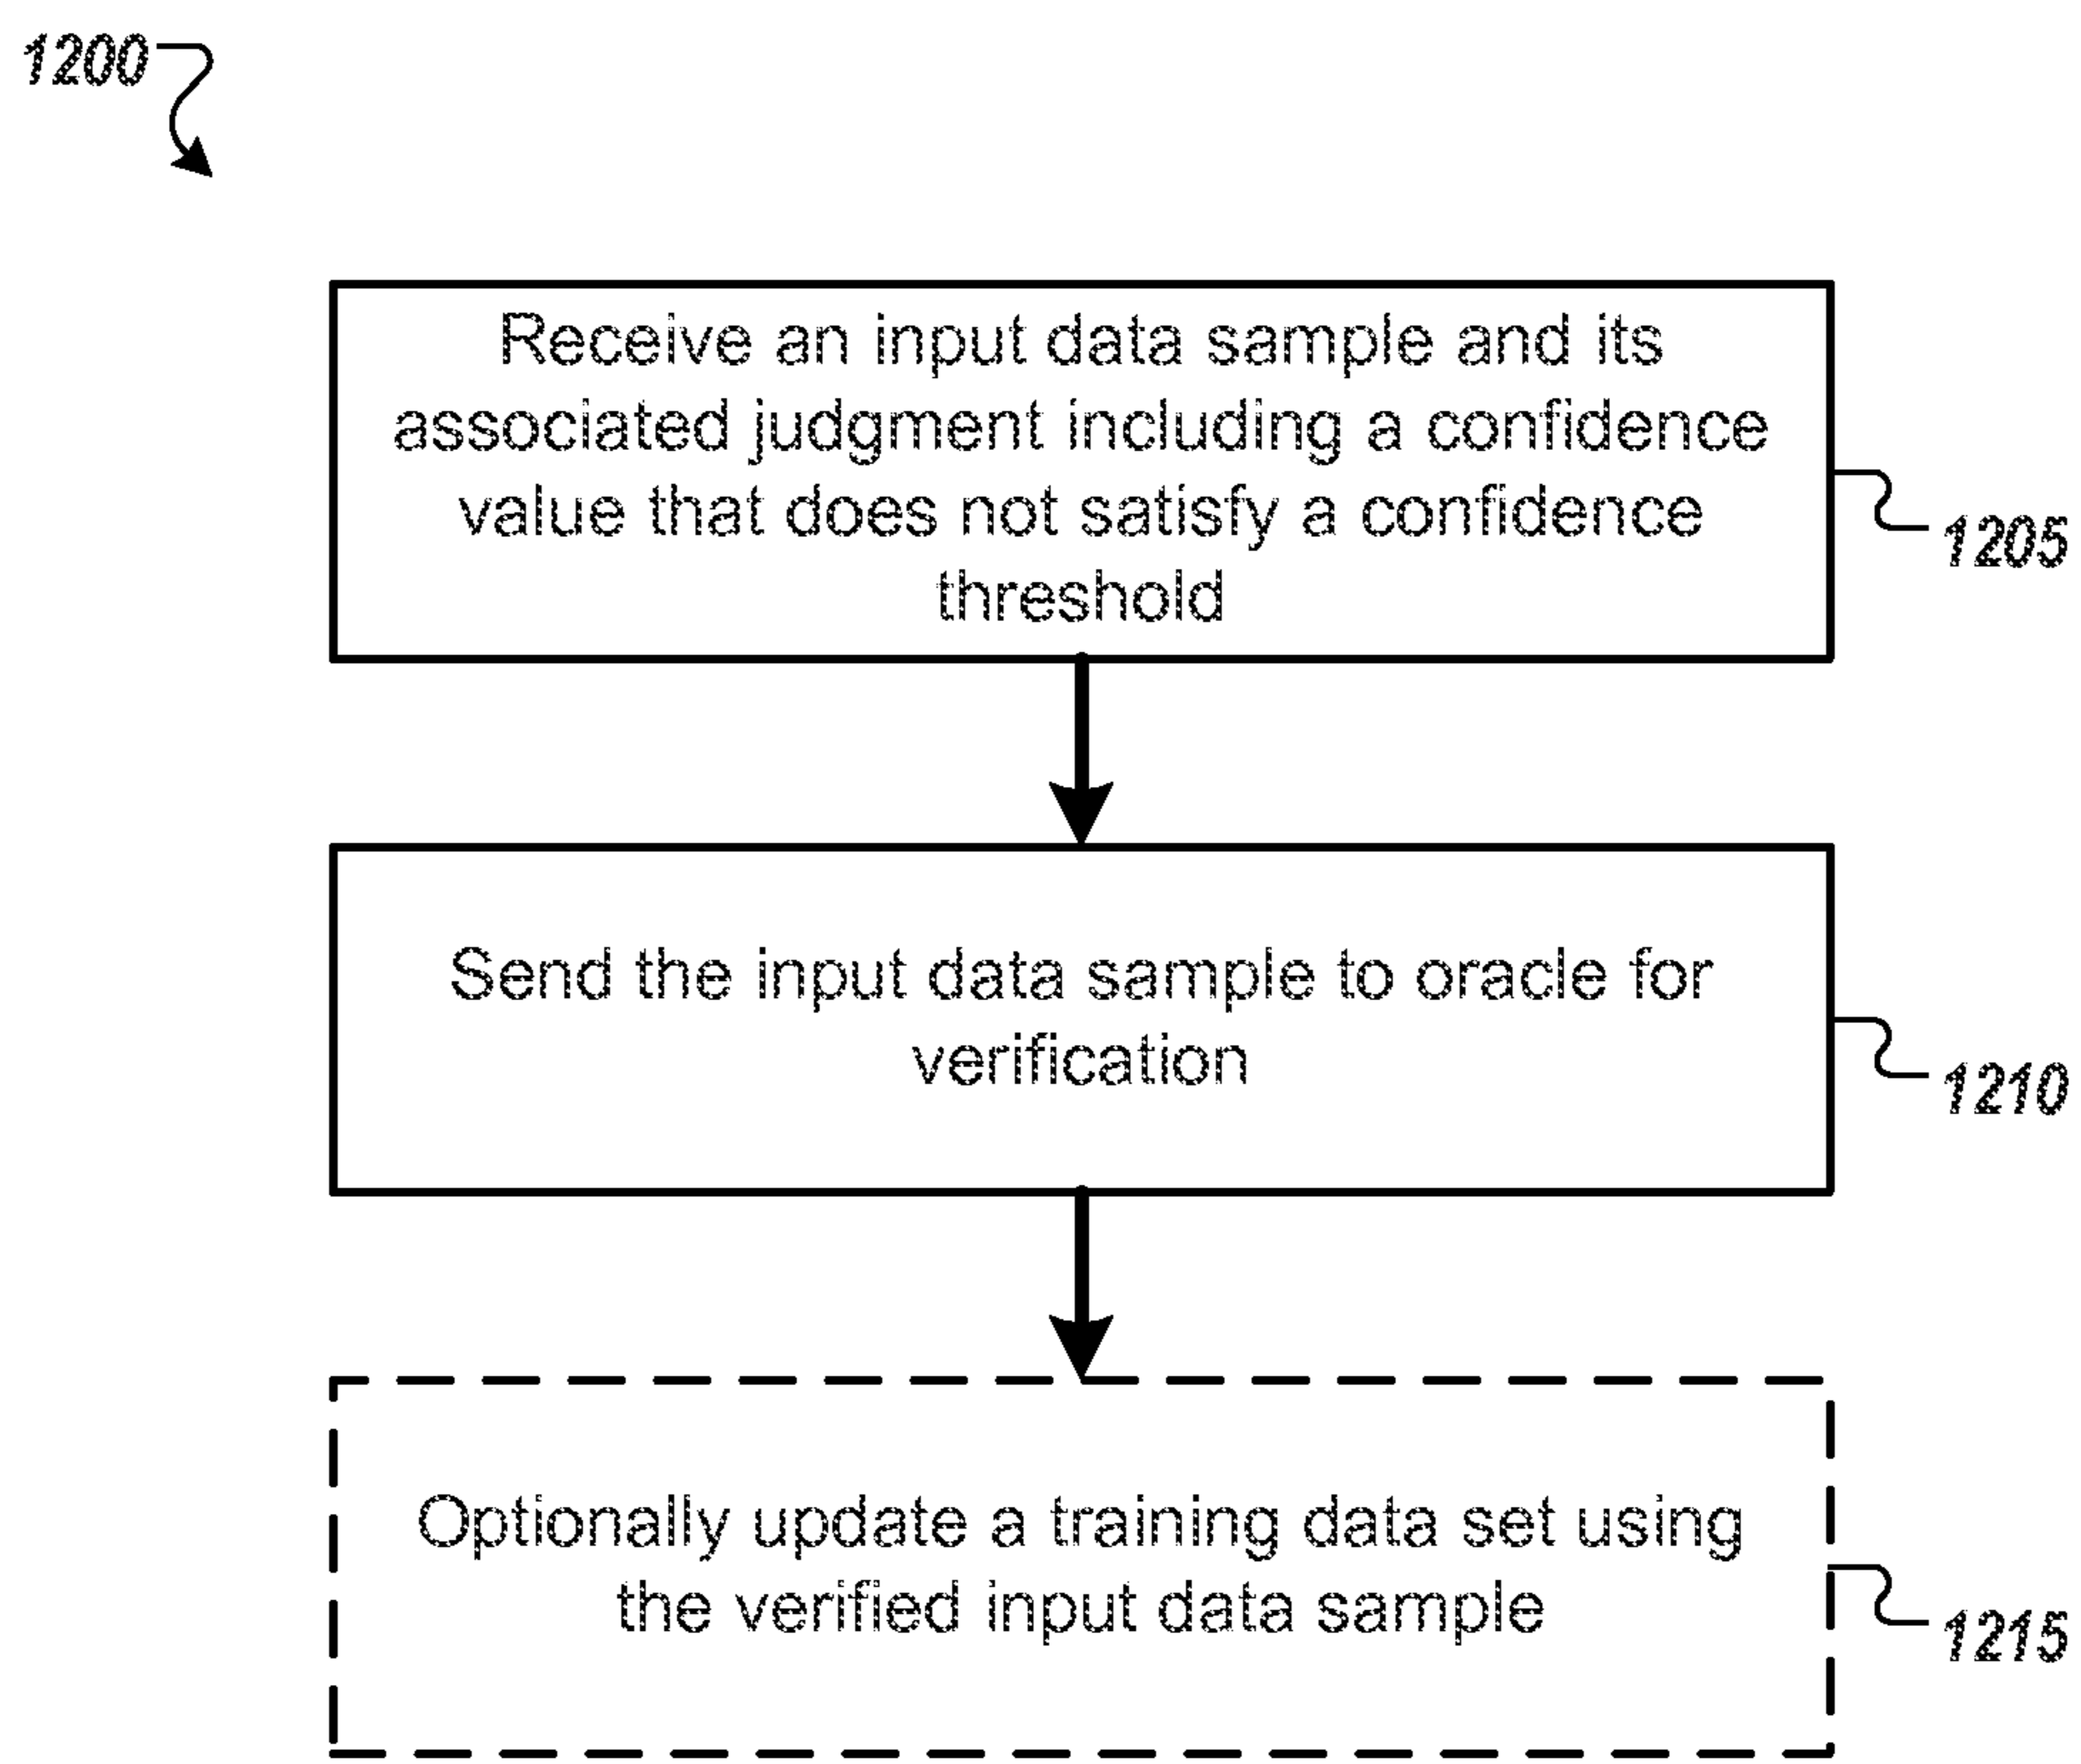 1200
Receive an input data sample and its
associated judgment including a confidence
value that does not satisfy a confidence
threshold
1205
Send the input data sample to oracle for
verification
1210
Optionally update a training data set using
the verified input data sample
1215